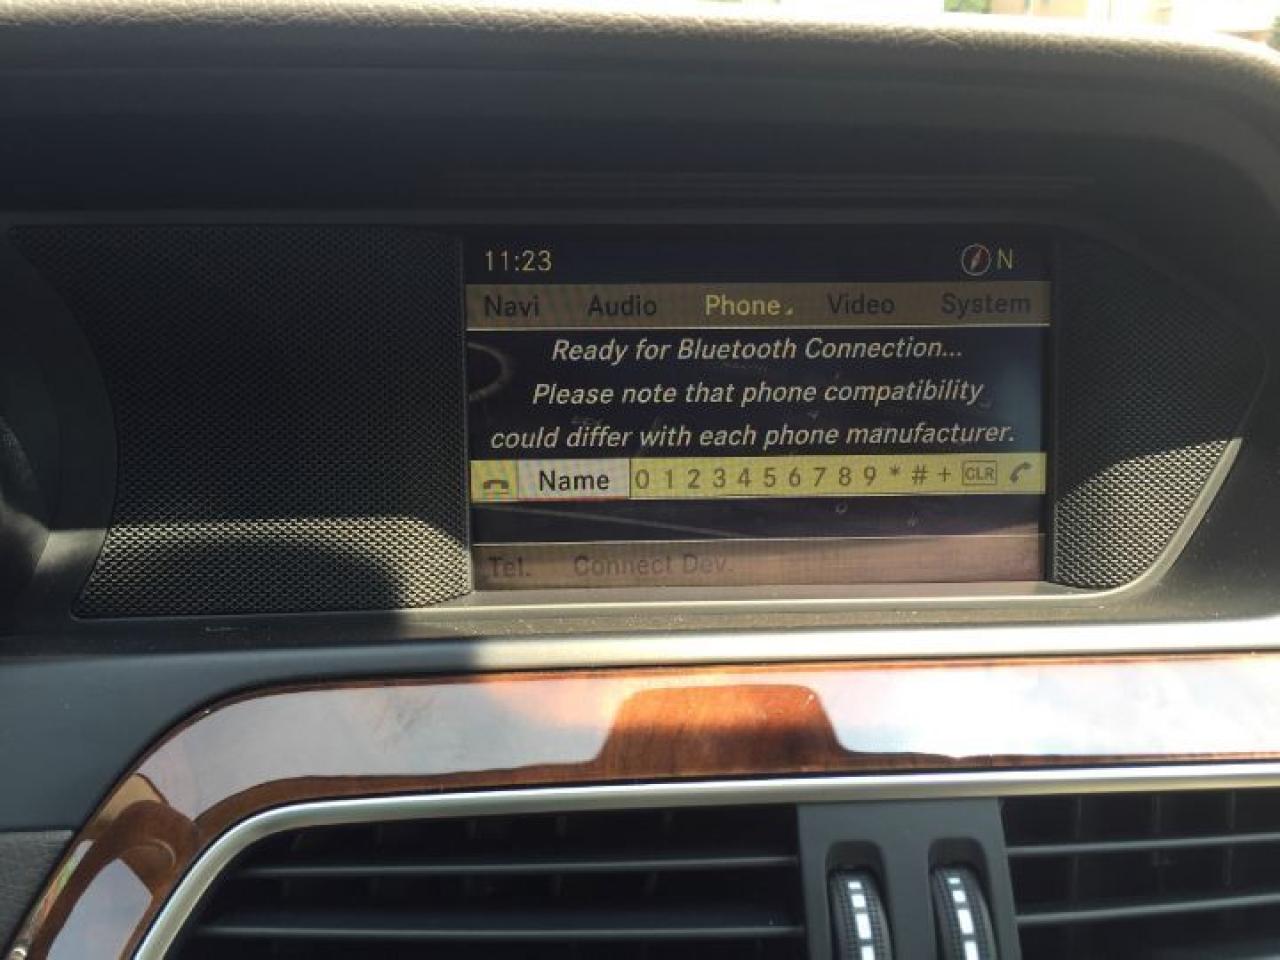 11:23 N
Navi Audio Phone Video System
Ready for Bluetooth Connection...
Please note that phone compatibility
could differ with each phone manufacturer.
Name 0 1 2 3 4 5 6 7 8 9 * # + CLR
Tel. Connect Dev.